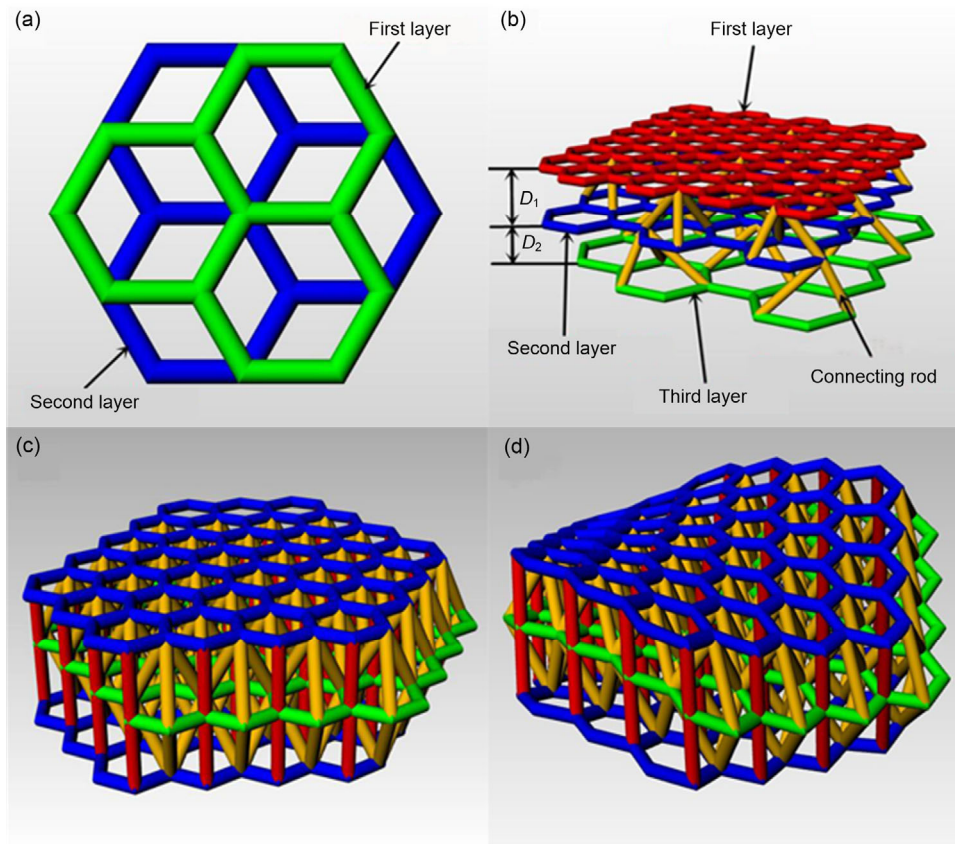 (a)
First layer
Second layer
(b)
First layer
D1
D2
Second layer
Third layer
Connecting rod
(c)
(d)